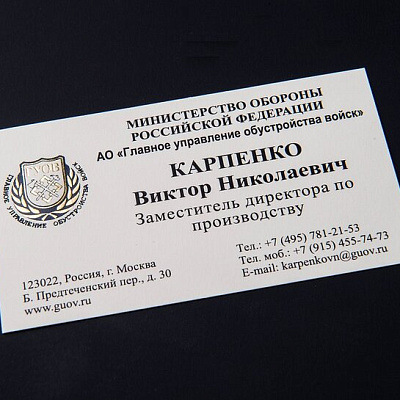 МИНИСТЕРСТВО ОБОРОНЫ
РОССИЙСКОЙ ФЕДЕРАЦИИ
АО «Главное управление обустройства войск»
КАРПЕНКО
Виктор Николаевич
Заместитель директора по
производству
ГУОВ
ГЛАВНОЕ УПРАВЛЕНИЕ ОБУСТРОЙСТВА ВОЙСК
123022, Россия, г. Москва
Б. Предтеченский пер., д. 30
www.guov.ru
Тел.: +7 (495) 781-21-53
Тел. моб.: +7 (915) 455-74-73
E-mail: karpenkovn@guov.ru